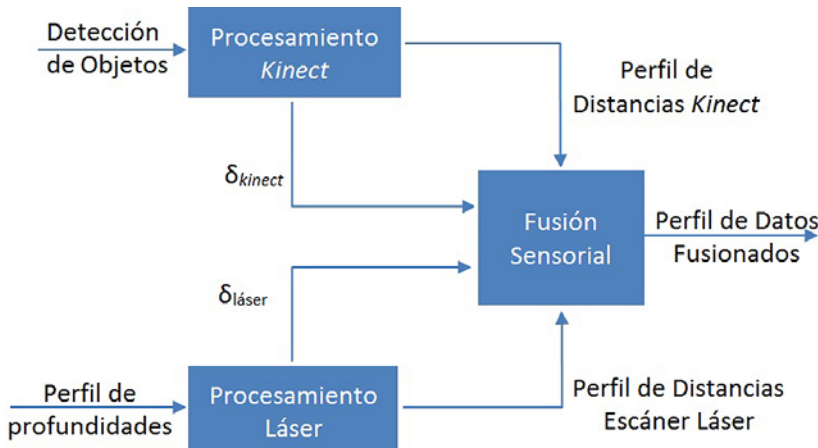 Detección
de Objetos
Procesamiento
Kinect
Perfil de
Distancias Kinect
δkinect
Fusión
Sensorial
Perfil de Datos
Fusionados
δláser
Perfil de
profundidades
Procesamiento
Láser
Perfil de Distancias
Escáner Láser